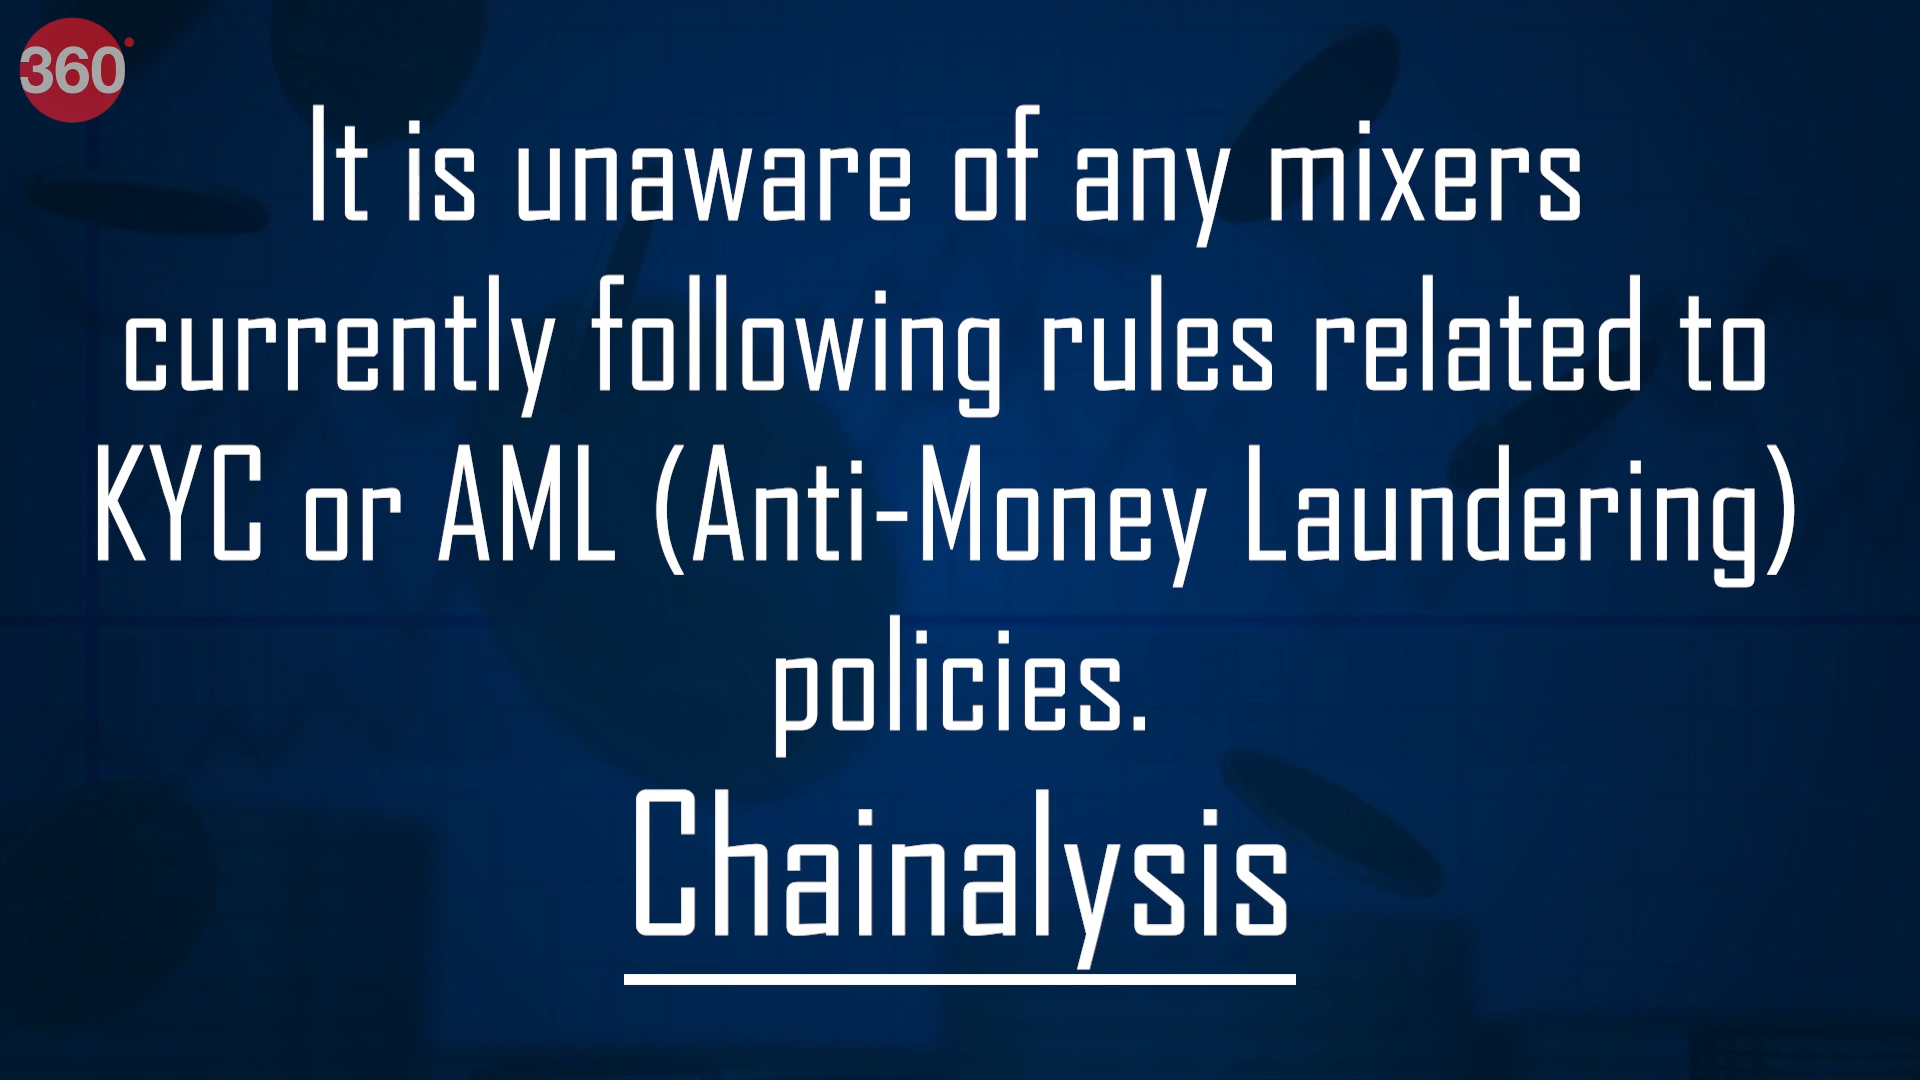 360
It is unaware of any mixers
currently following rules related to
KYC or AML (Anti-Money Laundering)
policies.
Chainalysis